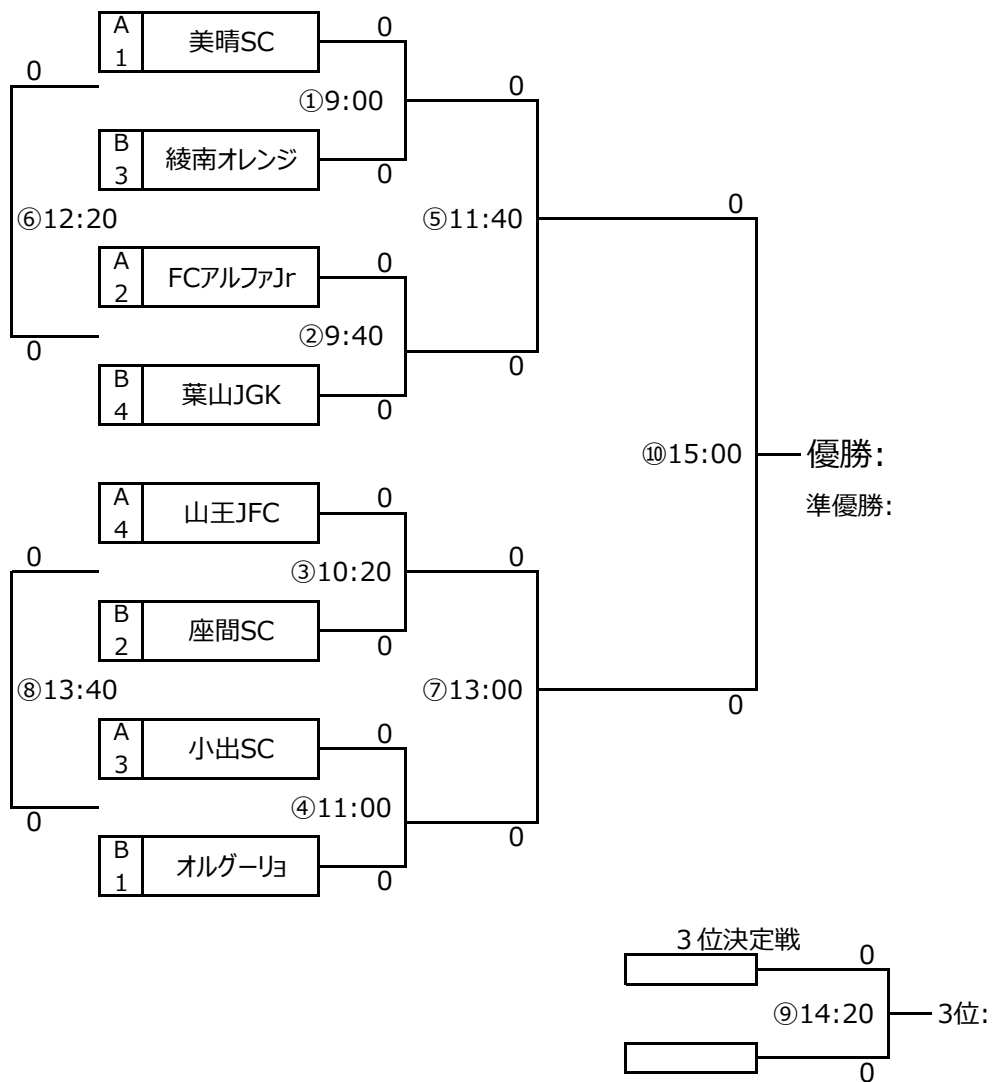 0
A 1 美晴SC
0
①9:00
0
B 3 綾南オレンジ
0
⑥12:20
⑤11:40
0
A 2 FCアルファJr
0
②9:40
0
0
B 4 葉山JGK
0
⑩15:00
優勝:
準優勝:
A 4 山王JFC
0
0
③10:20
0
B 2 座間SC
0
⑧13:40
⑦13:00
0
A 3 小出SC
0
④11:00
0
0
B 1 オルグーリョ
0
３位決定戦
0
⑨14:20
3位:
0